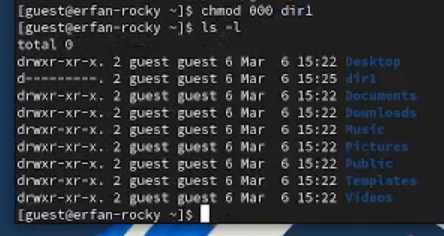 [guest@erfan-rocky ~]$ chmod 000 dir1
[guest@erfan-rocky ~]$ ls -l
total 0
drwxr-xr-x. 2 guest guest 6 Mar  6 15:22 Desktop
d---------. 2 guest guest 6 Mar  6 15:25 dir1
drwxr-xr-x. 2 guest guest 6 Mar  6 15:22 Documents
drwxr-xr-x. 2 guest guest 6 Mar  6 15:22 Downloads
drwxr-xr-x. 2 guest guest 6 Mar  6 15:22 Music
drwxr-xr-x. 2 guest guest 6 Mar  6 15:22 Pictures
drwxr-xr-x. 2 guest guest 6 Mar  6 15:22 Public
drwxr-xr-x. 2 guest guest 6 Mar  6 15:22 Templates
drwxr-xr-x. 2 guest guest 6 Mar  6 15:22 Videos
[guest@erfan-rocky ~]$